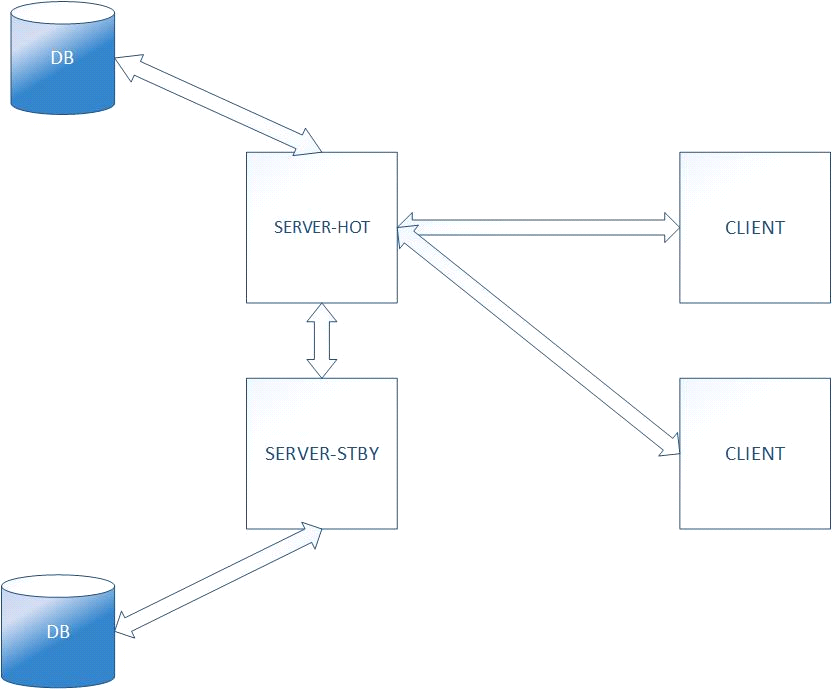 DB
SERVER-HOT
CLIENT
SERVER-STBY
CLIENT
DB